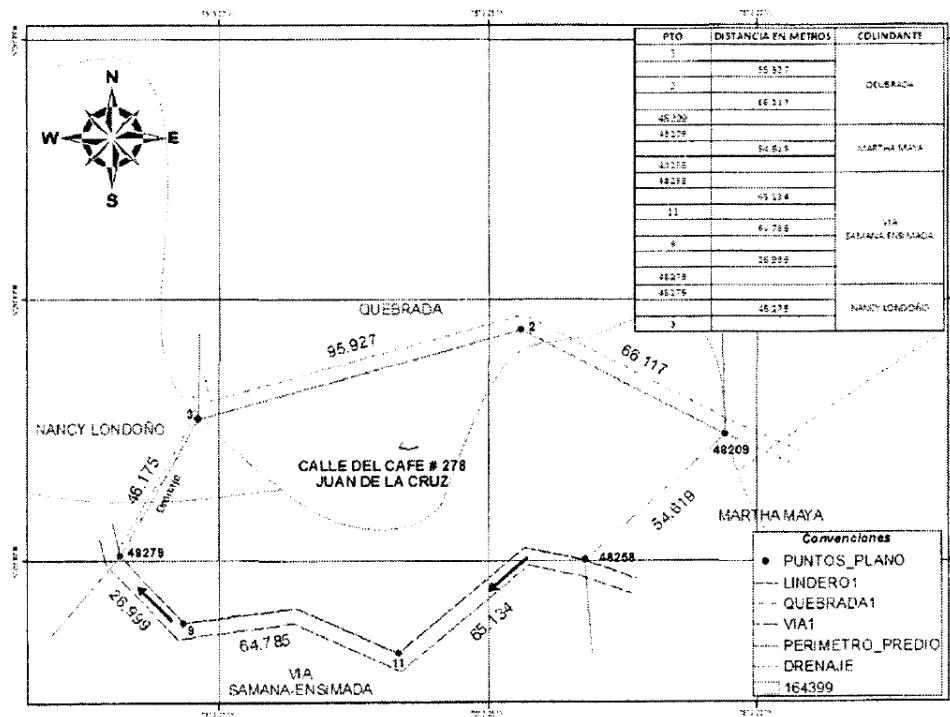 PTO DISTANCIA EN METROS COLINDANTE
3
95.927
2 QUEBRADA
66.117
48209
48209
54.619 MARTHA MAYA
48258
48258
65.134
11
64.785 VIA
9 SAMANA-ENSIMADA
26.999
48279
48279
46.175 NANCY LONDOÑO
3
N
W E
S
QUEBRADA
95.927
2
66.117
3
NANCY LONDOÑO
48209
CALLE DEL CAFE # 278
JUAN DE LA CRUZ
46.175
Drenaje
54.619
MARTHA MAYA
48279
48258
26.999
9
64.785
11
65.134
VIA
SAMANA-ENSIMADA
Convenciones
PUNTOS_PLANO
LINDERO1
QUEBRADA1
VIA1
PERIMETRO_PREDIO
DRENAJE
164399